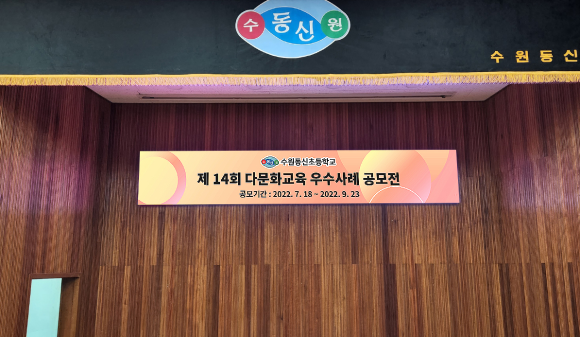 수 동 신 원
수 원 동 신
수원동신초등학교
제 14회 다문화교육 우수사례 공모전
공모기간 : 2022. 7. 18 ~ 2022. 9. 23